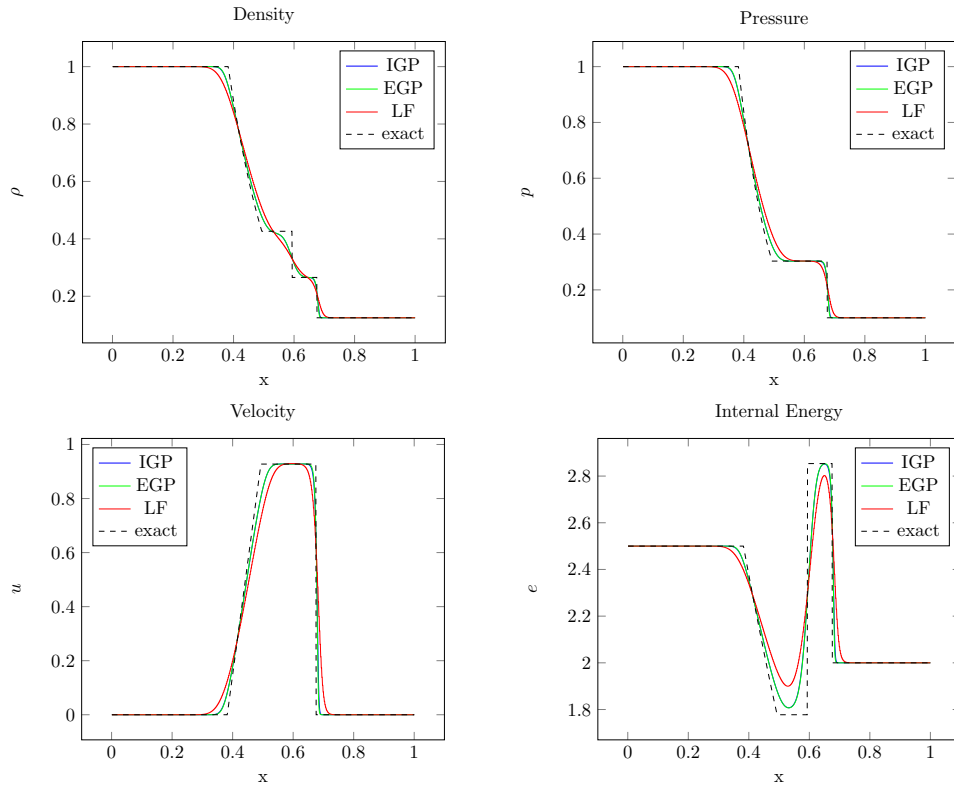 Density
1
0.8
0.6
0.4
0.2
ρ
0 0.2 0.4 0.6 0.8 1
x
IGP
EGP
LF
exact
Pressure
1
0.8
0.6
0.4
0.2
p
0 0.2 0.4 0.6 0.8 1
x
IGP
EGP
LF
exact
Velocity
1
0.8
0.6
0.4
0.2
0
u
0 0.2 0.4 0.6 0.8 1
x
IGP
EGP
LF
exact
Internal Energy
2.8
2.6
2.4
2.2
2
1.8
e
0 0.2 0.4 0.6 0.8 1
x
IGP
EGP
LF
exact